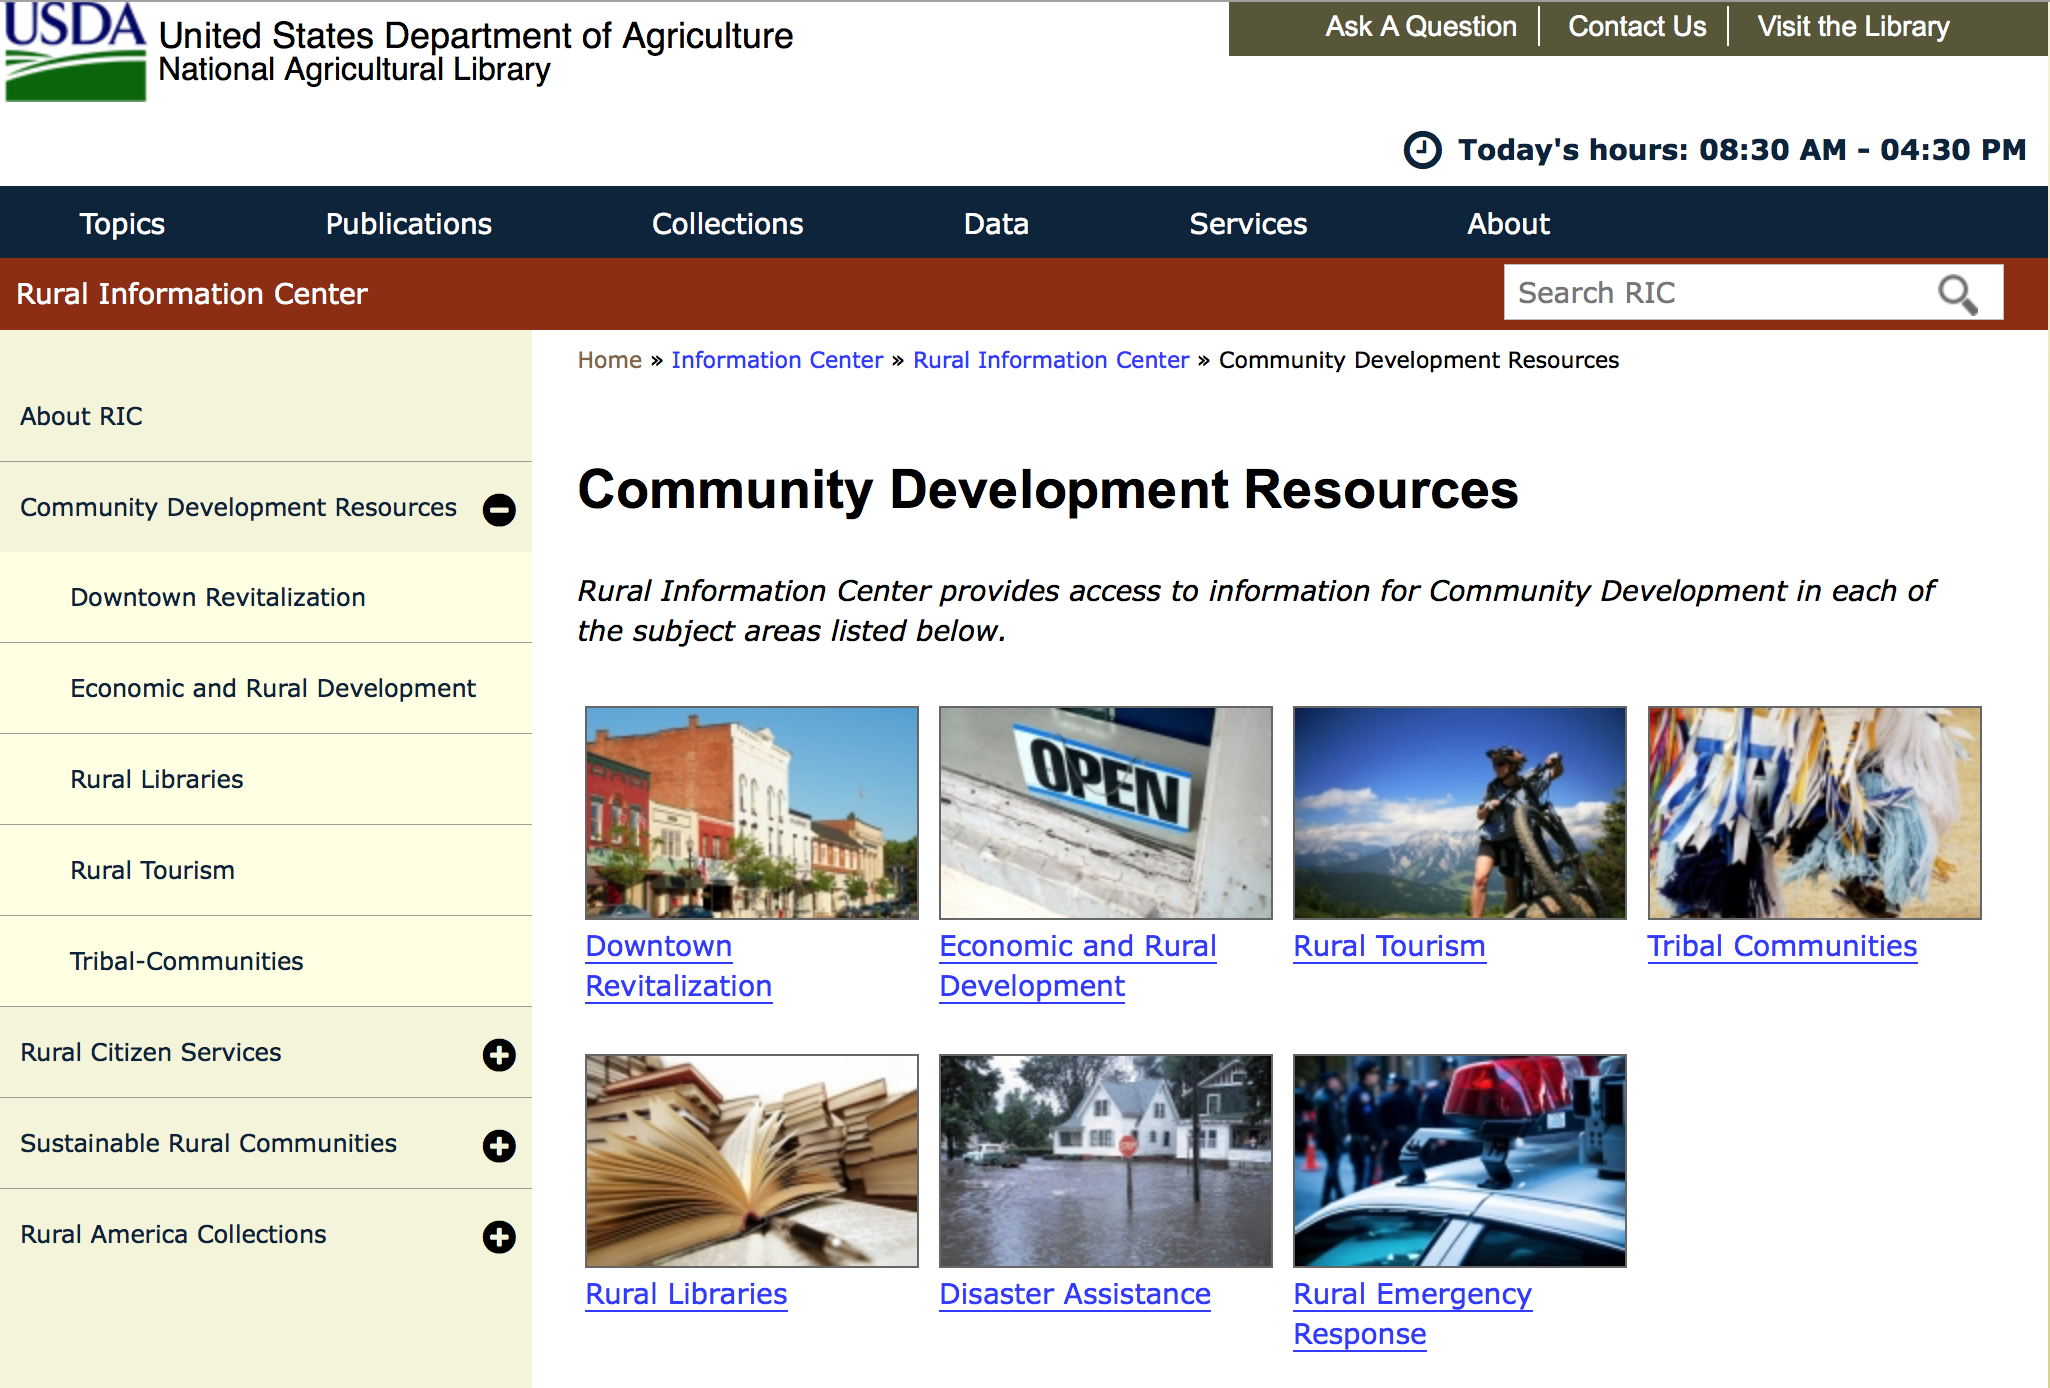 USDA
United States Department of Agriculture
National Agricultural Library
Ask A Question
Contact Us
Visit the Library
Today's hours: 08:30 AM - 04:30 PM
Topics
Publications
Collections
Data
Services
About
Rural Information Center
Search RIC
About RIC
Community Development Resources
Downtown Revitalization
Economic and Rural Development
Rural Libraries
Rural Tourism
Tribal-Communities
Rural Citizen Services
Sustainable Rural Communities
Rural America Collections
Home » Information Center » Rural Information Center » Community Development Resources
Community Development Resources
Rural Information Center provides access to information for Community Development in each of
the subject areas listed below.
OPEN
Downtown
Revitalization
Economic and Rural
Development
Rural Tourism
Tribal Communities
STOP
Rural Libraries
Disaster Assistance
Rural Emergency
Response